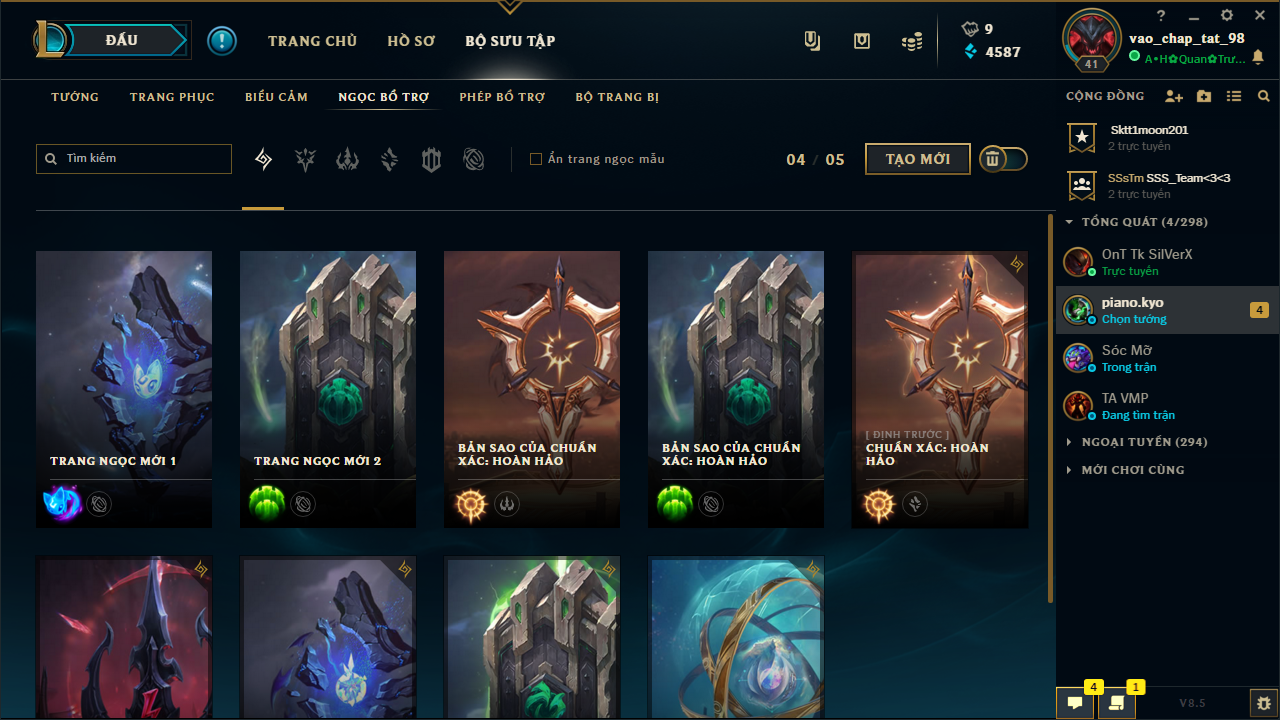 ĐẤU
TRANG CHỦ
HỒ SƠ
BỘ SƯU TẬP
9
4587
?
vao_chap_tat_98
A•H✿Quan✿Trư...
41
TƯỚNG
TRANG PHỤC
BIỂU CẢM
NGỌC BỔ TRỢ
PHÉP BỔ TRỢ
BỘ TRANG BỊ
CỘNG ĐỒNG
Tìm kiếm
Ẩn trang ngọc mẫu
04 / 05
TẠO MỚI
Sktt1moon201
2 trực tuyến
SSsTm SSS_Team<3<3
2 trực tuyến
TỔNG QUÁT (4/298)
OnT Tk SilVerX
Trực tuyến
piano.kyo
Chọn tướng
4
Sóc Mỡ
Trong trận
TA VMP
Đang tìm trận
NGOẠI TUYẾN (294)
MỚI CHƠI CÙNG
TRANG NGỌC MỚI 1
TRANG NGỌC MỚI 2
BẢN SAO CỦA CHUẨN
XÁC: HOÀN HẢO
BẢN SAO CỦA CHUẨN
XÁC: HOÀN HẢO
[ ĐỊNH TRƯỚC ]
CHUẨN XÁC: HOÀN
HẢO
4
1
V8.5